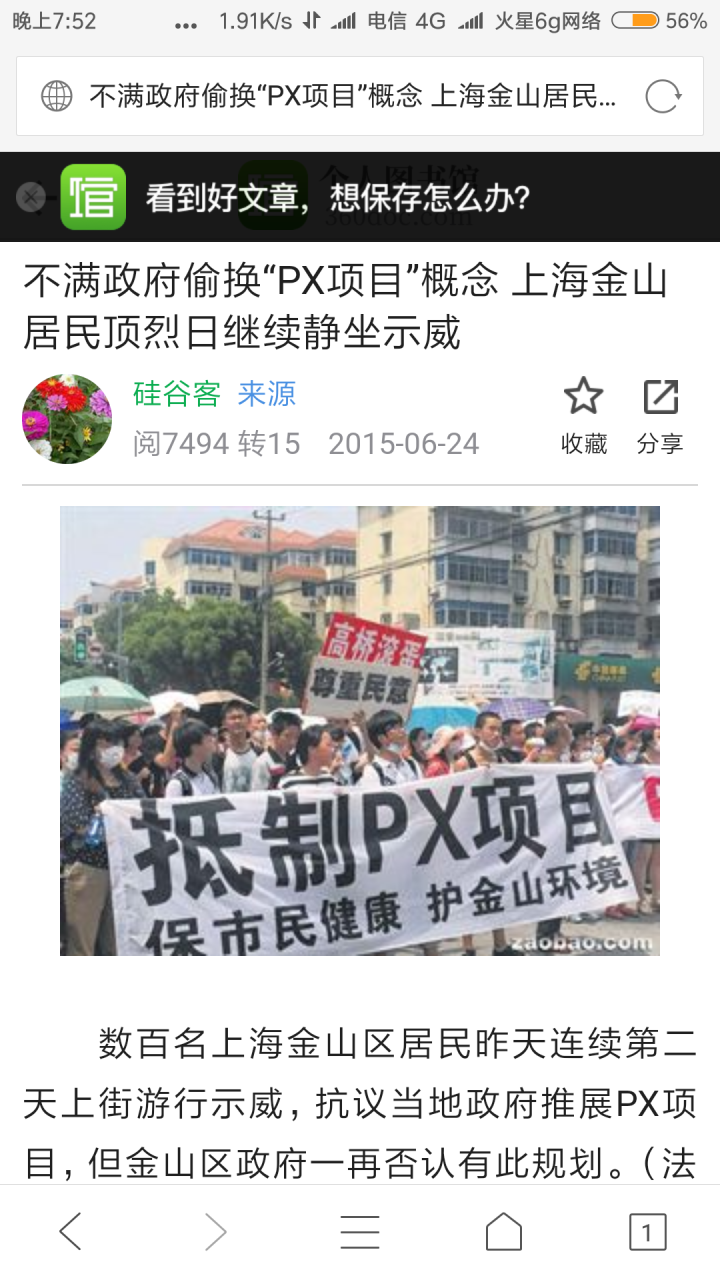 晚上7:52 ... 1.91K/s 电信 4G 火星6g网络 56%
不满政府偷换“PX项目”概念 上海金山居民...
看到好文章，想保存怎么办？
不满政府偷换“PX项目”概念 上海金山
居民顶烈日继续静坐示威
硅谷客 来源
阅7494 转15 2015-06-24
收藏 分享
高桥滚蛋
尊重民意
抵制PX项目
保市民健康 护金山环境
zaobao.com
数百名上海金山区居民昨天连续第二
天上街游行示威，抗议当地政府推展PX项
目，但金山区政府一再否认有此规划。（法
1